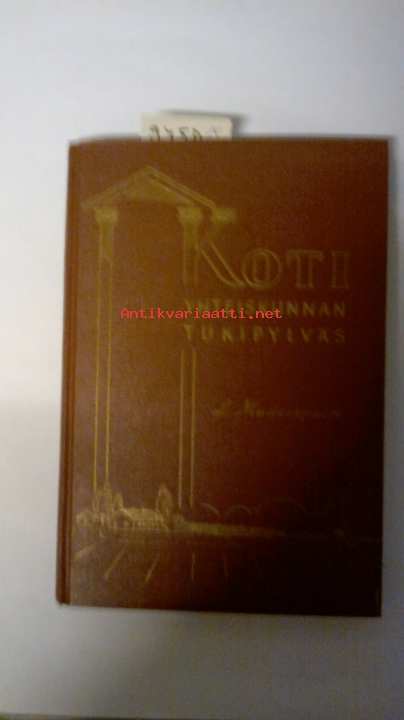 KOTI
YHTEISKUNNAN
Antikvariaatti.net
TUKIPYLVÄS